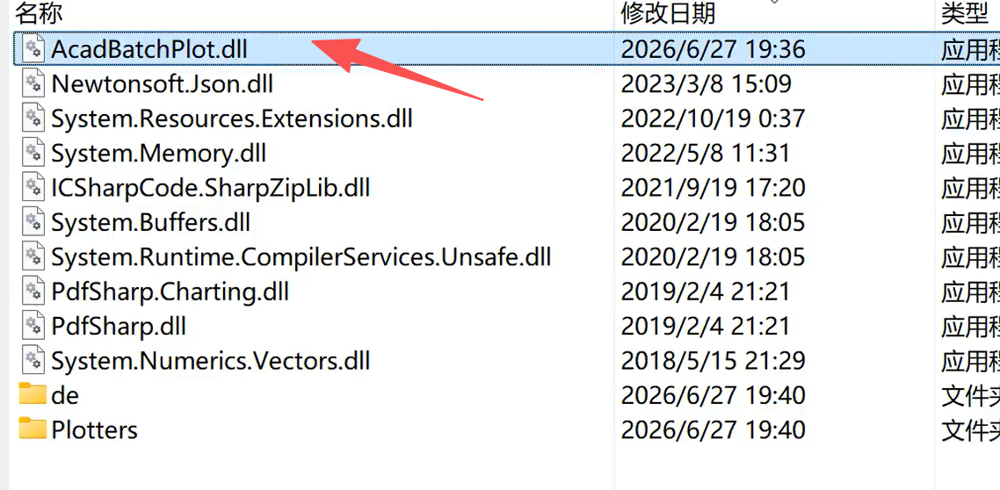 名称 修改日期 类型
AcadBatchPlot.dll 2026/6/27 19:36 应用程
Newtonsoft.Json.dll 2023/3/8 15:09 应用程
System.Resources.Extensions.dll 2022/10/19 0:37 应用程
System.Memory.dll 2022/5/8 11:31 应用程
ICSharpCode.SharpZipLib.dll 2021/9/19 17:20 应用程
System.Buffers.dll 2020/2/19 18:05 应用程
System.Runtime.CompilerServices.Unsafe.dll 2020/2/19 18:05 应用程
PdfSharp.Charting.dll 2019/2/4 21:21 应用程
PdfSharp.dll 2019/2/4 21:21 应用程
System.Numerics.Vectors.dll 2018/5/15 21:29 应用程
de 2026/6/27 19:40 文件夹
Plotters 2026/6/27 19:40 文件夹